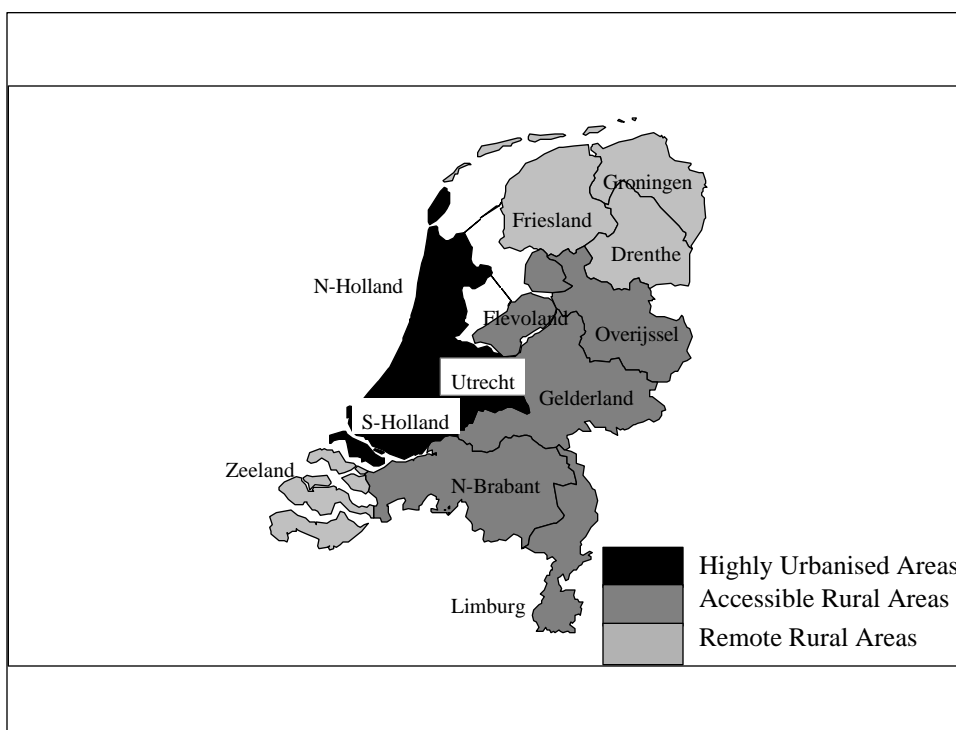 Groningen
Friesland
Drenthe
N-Holland
Flevoland
Overijssel
Utrecht
Gelderland
S-Holland
Zeeland
N-Brabant
Limburg
Highly Urbanised Areas
Accessible Rural Areas
Remote Rural Areas